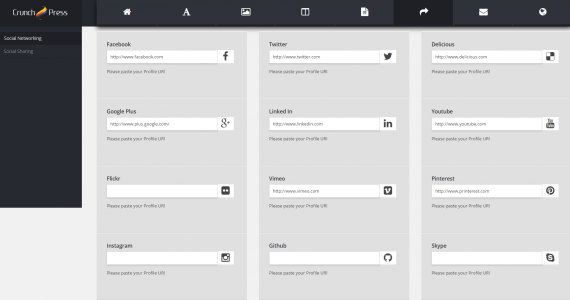 Crunch Press
Social Networking
Social Sharing
Facebook
http://www.facebook.com
Please paste your Profile URl
Twitter
http://www.twitter.com
Please paste your Profile URl
Delicious
http://www.delicious.com
Please paste your Profile URl
Google Plus
http://www.plus.google.com/
Please paste your Profile URl
Linked In
http://www.linkedin.com
Please paste your Profile URl
Youtube
http://www.youtube.com
Please paste your Profile URl
Flickr
Please paste your Profile URl
Vimeo
http://www.vimeo.com
Please paste your Profile URl
Pinterest
http://www.printerest.com
Please paste your Profile URl
Instagram
Please paste your Profile URl
Github
Please paste your Profile URl
Skype
Please paste your Profile URl